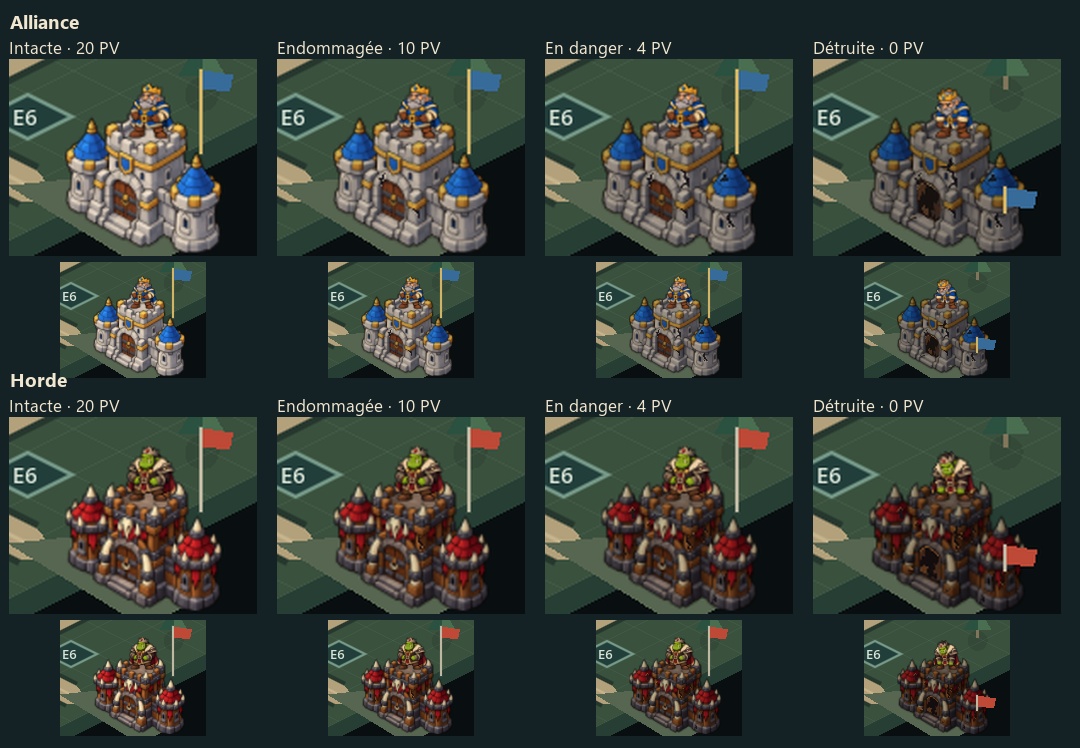 Alliance
Intacte · 20 PV
Endommagée · 10 PV
En danger · 4 PV
Détruite · 0 PV
E6
E6
E6
E6
E6
E6
E6
E6
Horde
Intacte · 20 PV
Endommagée · 10 PV
En danger · 4 PV
Détruite · 0 PV
E6
E6
E6
E6
E6
E6
E6
E6